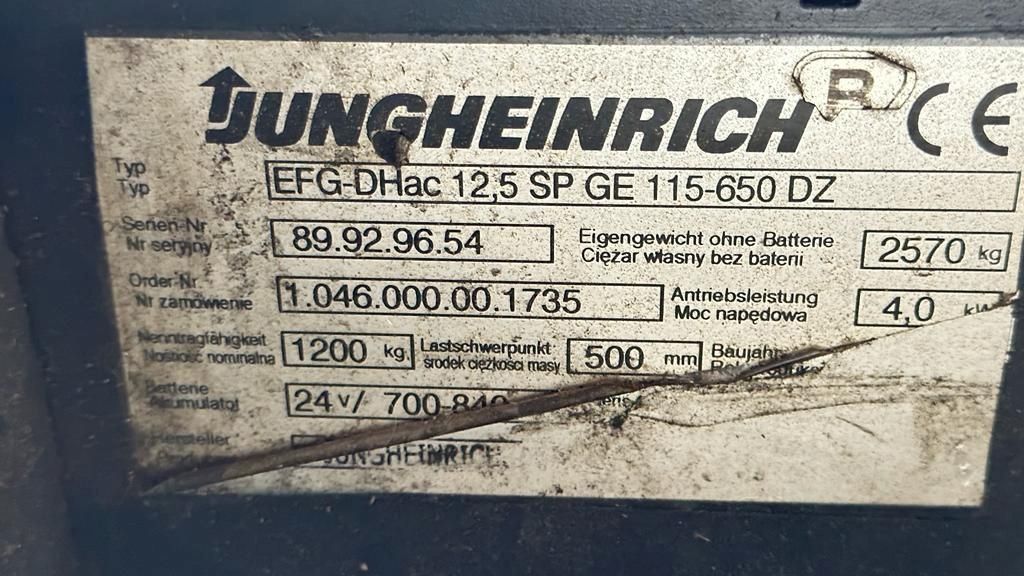 JUNGHEINRICH R CE
Typ EFG-DHac 12,5 SP GE 115-650 DZ
Typ
Serien-Nr 89.92.96.54 Eigengewicht ohne Batterie 2570 kg
Nr seryjny Ciężar własny bez baterii
Order-Nr. 1.046.000.00.1735 Antriebsleistung 4,0 kW
Nr zamówienie Moc napędowa
Nenntragfähigkeit 1200 kg Lastschwerpunkt 500 mm Baujahr
Nośność nominalna środek ciężkości masy
Batterie 24 v/ 700-840
Akumulator
Hersteller JUNGHEINRICH